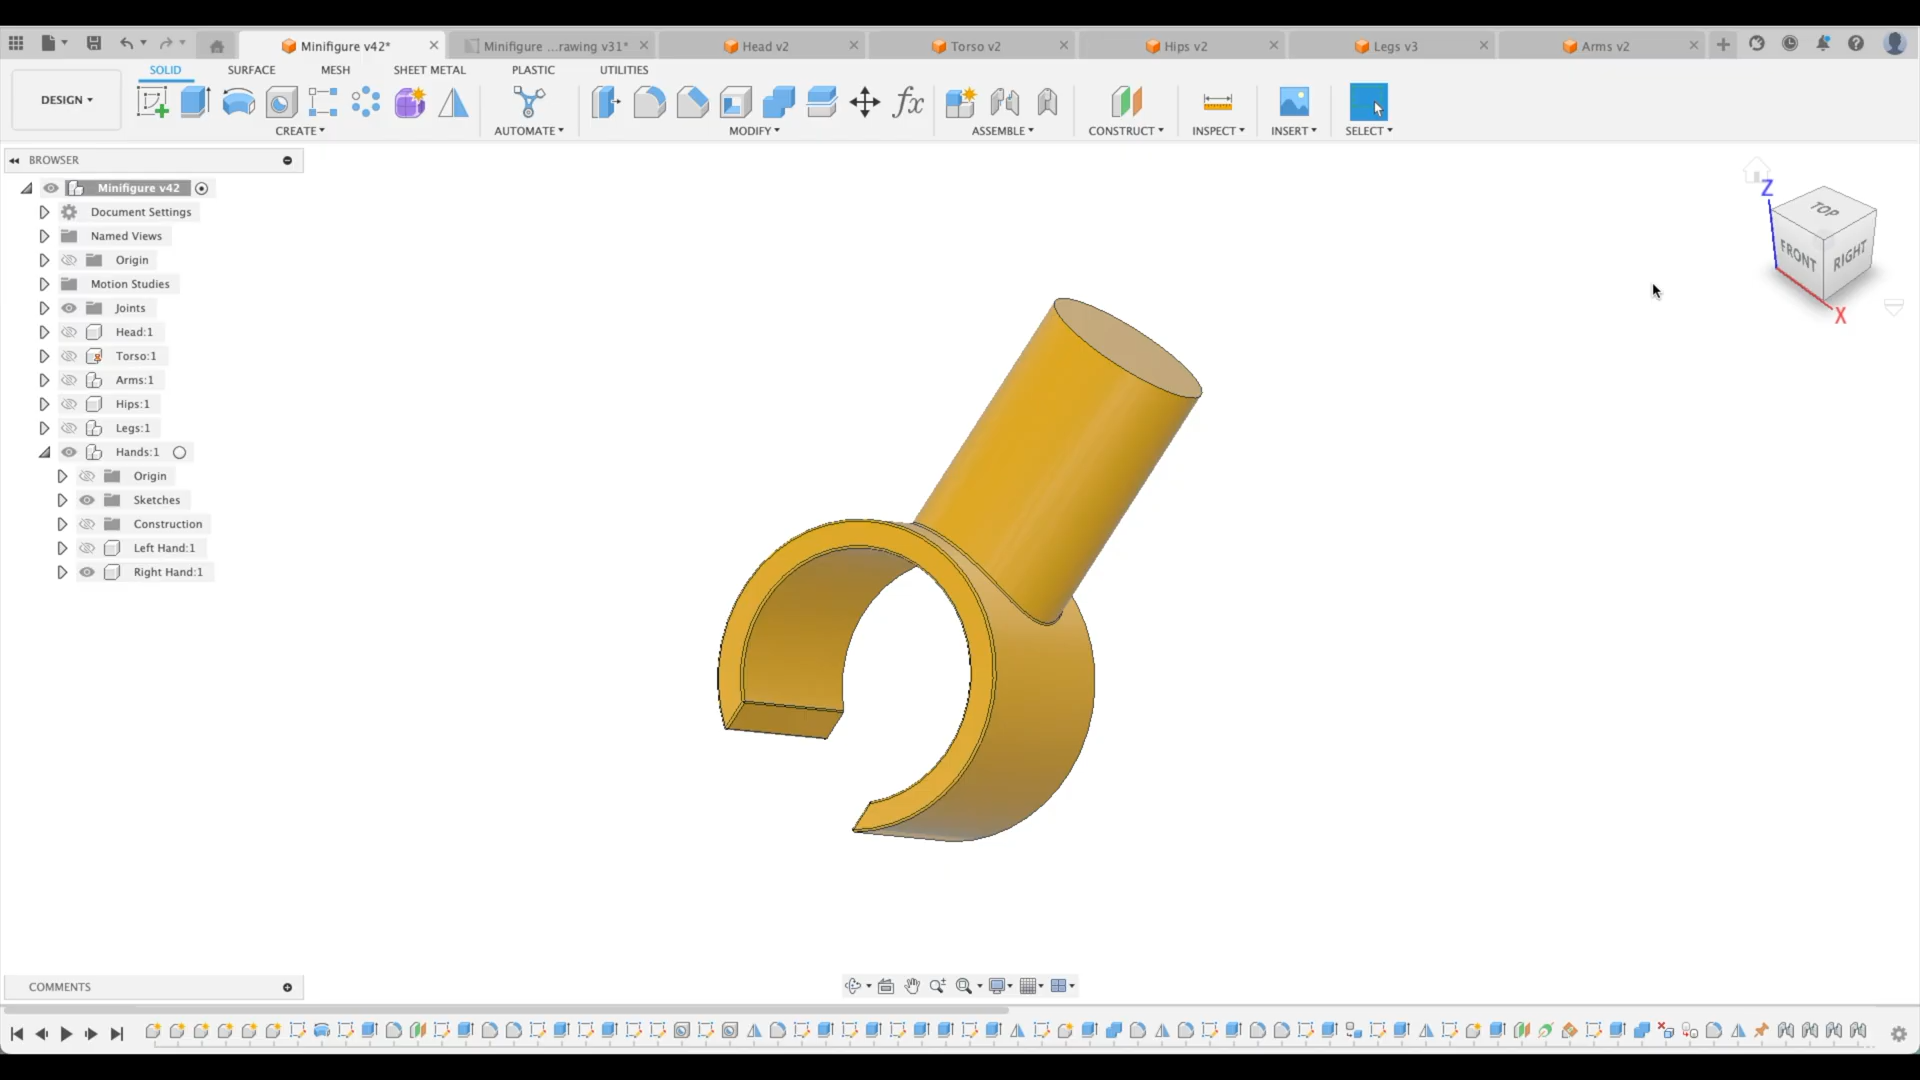 Minifigure v42*
Minifigure ...rawing v31*
Head v2
Torso v2
Hips v2
Legs v3
Arms v2
SOLID
SURFACE
MESH
SHEET METAL
PLASTIC
UTILITIES
DESIGN
fx
CREATE
AUTOMATE
MODIFY
ASSEMBLE
CONSTRUCT
INSPECT
INSERT
SELECT
BROWSER
Minifigure v42
Document Settings
Named Views
Origin
Motion Studies
Joints
Head:1
Torso:1
Arms:1
Hips:1
Legs:1
Hands:1
Origin
Sketches
Construction
Left Hand:1
Right Hand:1
Z
TOP
FRONT
RIGHT
X
COMMENTS